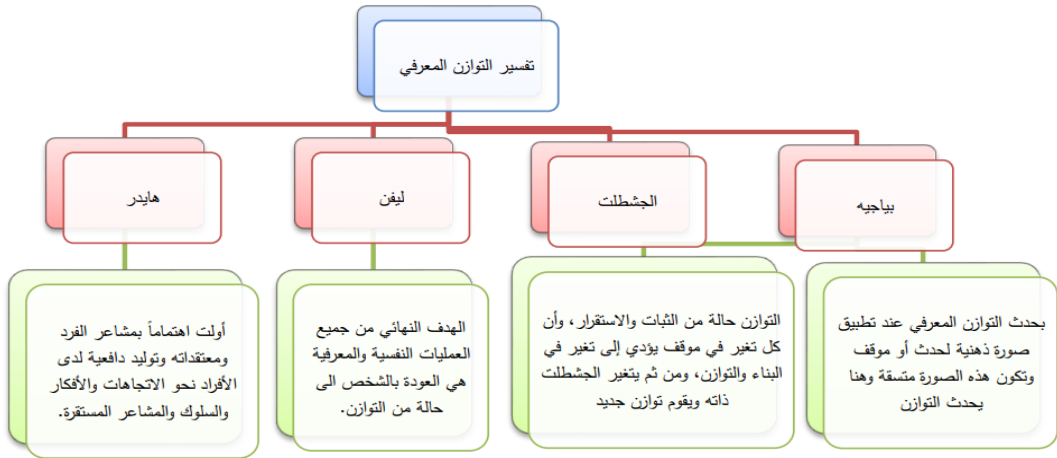 تفسير التوازن المعرفي
بياجيه
الجشطلت
ليفن
هايدر
بحدث التوازن المعرفي عند تطبيق
صورة ذهنية لحدث أو موقف
وتكون هذه الصورة متسقة وهنا
يحدث التوازن
التوازن حالة من الثبات والاستقرار، وأن
كل تغير في موقف يؤدي إلى تغير في
البناء والتوازن، ومن ثم يتغير الجشطلت
ذاته ويقوم توازن جديد
الهدف النهائي من جميع
العمليات النفسية والمعرفية
هي العودة بالشخص الى
حالة من التوازن.
أولت اهتماماً بمشاعر الفرد
ومعتقداته وتوليد دافعية لدى
الأفراد نحو الاتجاهات والأفكار
والسلوك والمشاعر المستقرة.